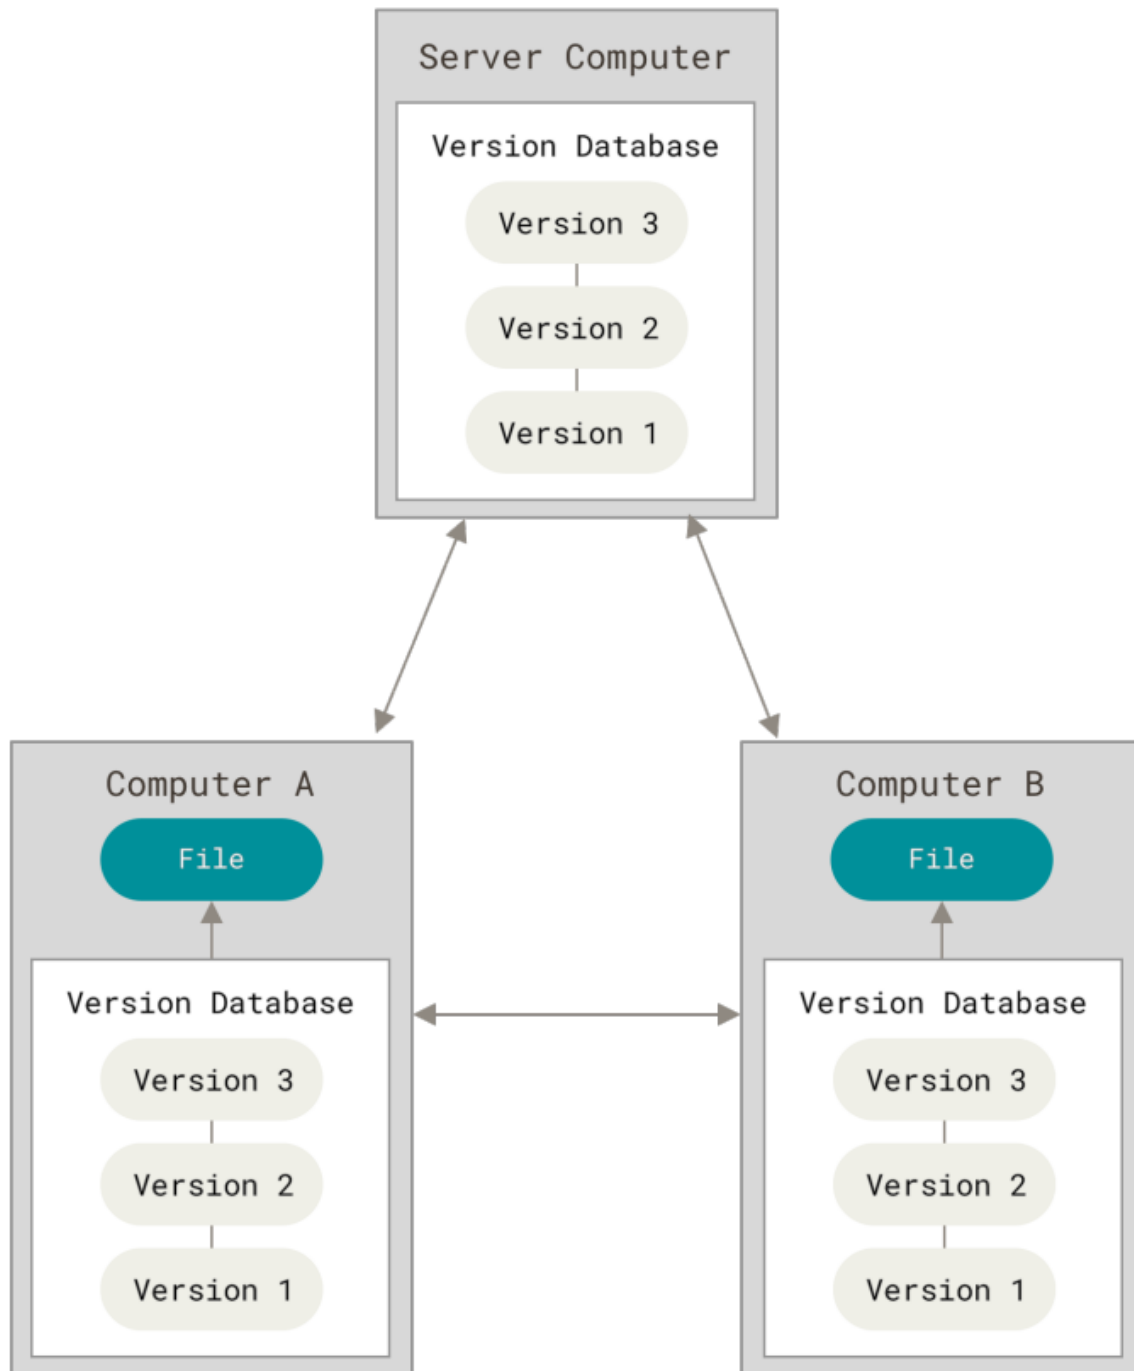 Server Computer
Version Database
Version 3
Version 2
Version 1
Computer A
File
Version Database
Version 3
Version 2
Version 1
Computer B
File
Version Database
Version 3
Version 2
Version 1